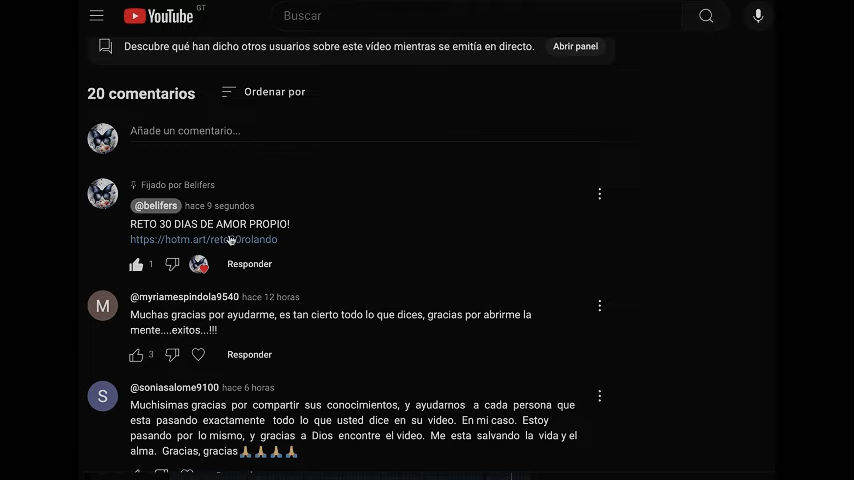 YouTube GT
Buscar
Descubre qué han dicho otros usuarios sobre este vídeo mientras se emitía en directo. Abrir panel
20 comentarios Ordenar por
Añade un comentario...
Fijado por Belifers
@belifers hace 9 segundos
RETO 30 DIAS DE AMOR PROPIO!
https://hotm.art/reto30rolando
1 Responder
M @myriamespindola9540 hace 12 horas
Muchas gracias por ayudarme, es tan cierto todo lo que dices, gracias por abrirme la
mente....exitos...!!!
3 Responder
S @soniasalome9100 hace 6 horas
Muchisimas gracias por compartir sus conocimientos, y ayudarnos a cada persona que
esta pasando exactamente todo lo que usted dice en su video. En mi caso. Estoy
pasando por lo mismo, y gracias a Dios encontre el video. Me esta salvando la vida y el
alma. Gracias, gracias🙏🏽🙏🏽🙏🏽🙏🏽